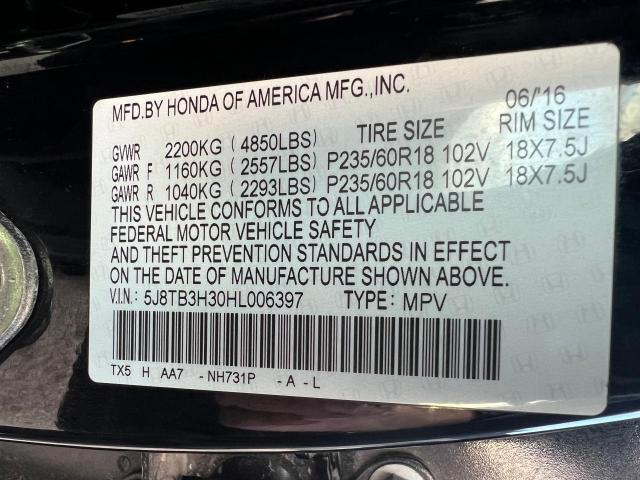 MFD.BY HONDA OF AMERICA MFG.,INC. 06/'16
TIRE SIZE RIM SIZE
GVWR 2200KG (4850LBS)
GAWR F 1160KG (2557LBS) P235/60R18 102V 18X7.5J
GAWR R 1040KG (2293LBS) P235/60R18 102V 18X7.5J
THIS VEHICLE CONFORMS TO ALL APPLICABLE
FEDERAL MOTOR VEHICLE SAFETY
AND THEFT PREVENTION STANDARDS IN EFFECT
ON THE DATE OF MANUFACTURE SHOWN ABOVE.
V.I.N.: 5J8TB3H30HL006397 TYPE: MPV
TX5 H AA7 - NH731P - A - L